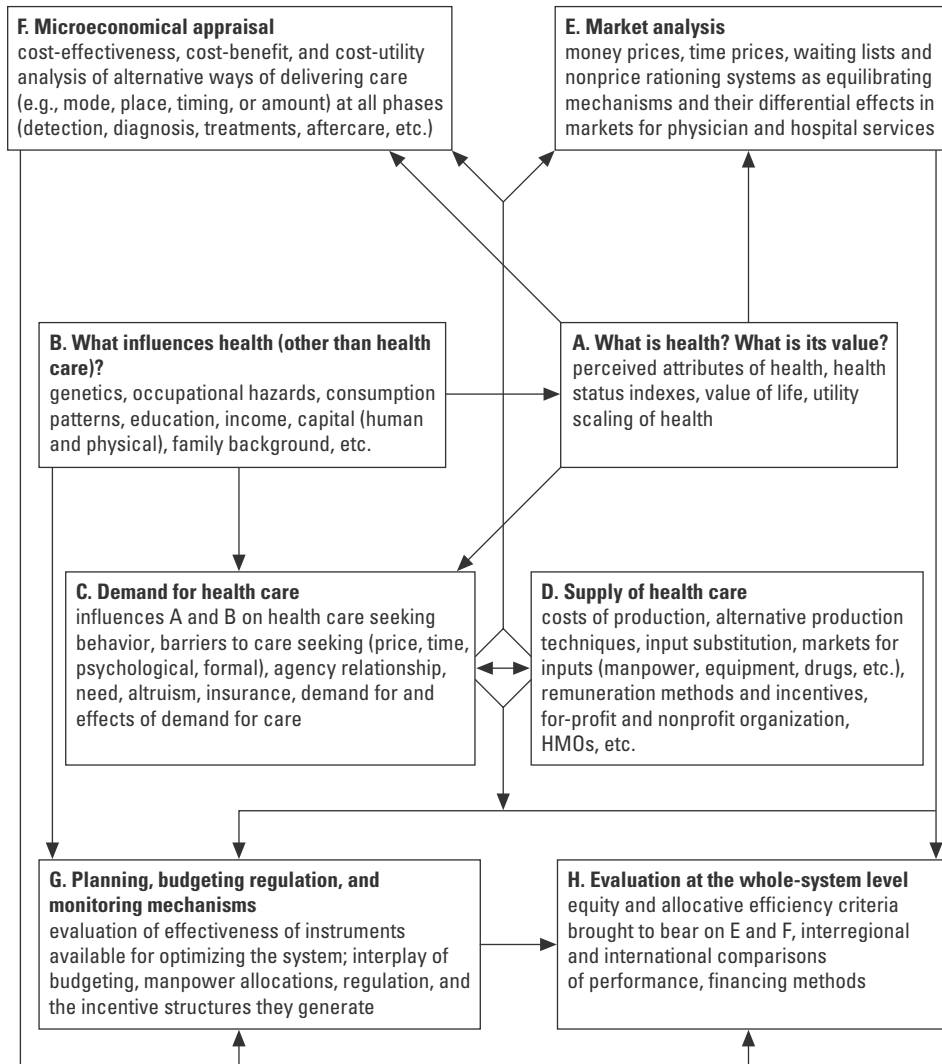 F. Microeconomical appraisal
cost-effectiveness, cost-benefit, and cost-utility
analysis of alternative ways of delivering care
(e.g., mode, place, timing, or amount) at all phases
(detection, diagnosis, treatments, aftercare, etc.)
E. Market analysis
money prices, time prices, waiting lists and
nonprice rationing systems as equilibrating
mechanisms and their differential effects in
markets for physician and hospital services
B. What influences health (other than health
care)?
genetics, occupational hazards, consumption
patterns, education, income, capital (human
and physical), family background, etc.
A. What is health? What is its value?
perceived attributes of health, health
status indexes, value of life, utility
scaling of health
C. Demand for health care
influences A and B on health care seeking
behavior, barriers to care seeking (price, time,
psychological, formal), agency relationship,
need, altruism, insurance, demand for and
effects of demand for care
D. Supply of health care
costs of production, alternative production
techniques, input substitution, markets for
inputs (manpower, equipment, drugs, etc.),
remuneration methods and incentives,
for-profit and nonprofit organization,
HMOs, etc.
G. Planning, budgeting regulation, and
monitoring mechanisms
evaluation of effectiveness of instruments
available for optimizing the system; interplay of
budgeting, manpower allocations, regulation, and
the incentive structures they generate
H. Evaluation at the whole-system level
equity and allocative efficiency criteria
brought to bear on E and F, interregional
and international comparisons
of performance, financing methods